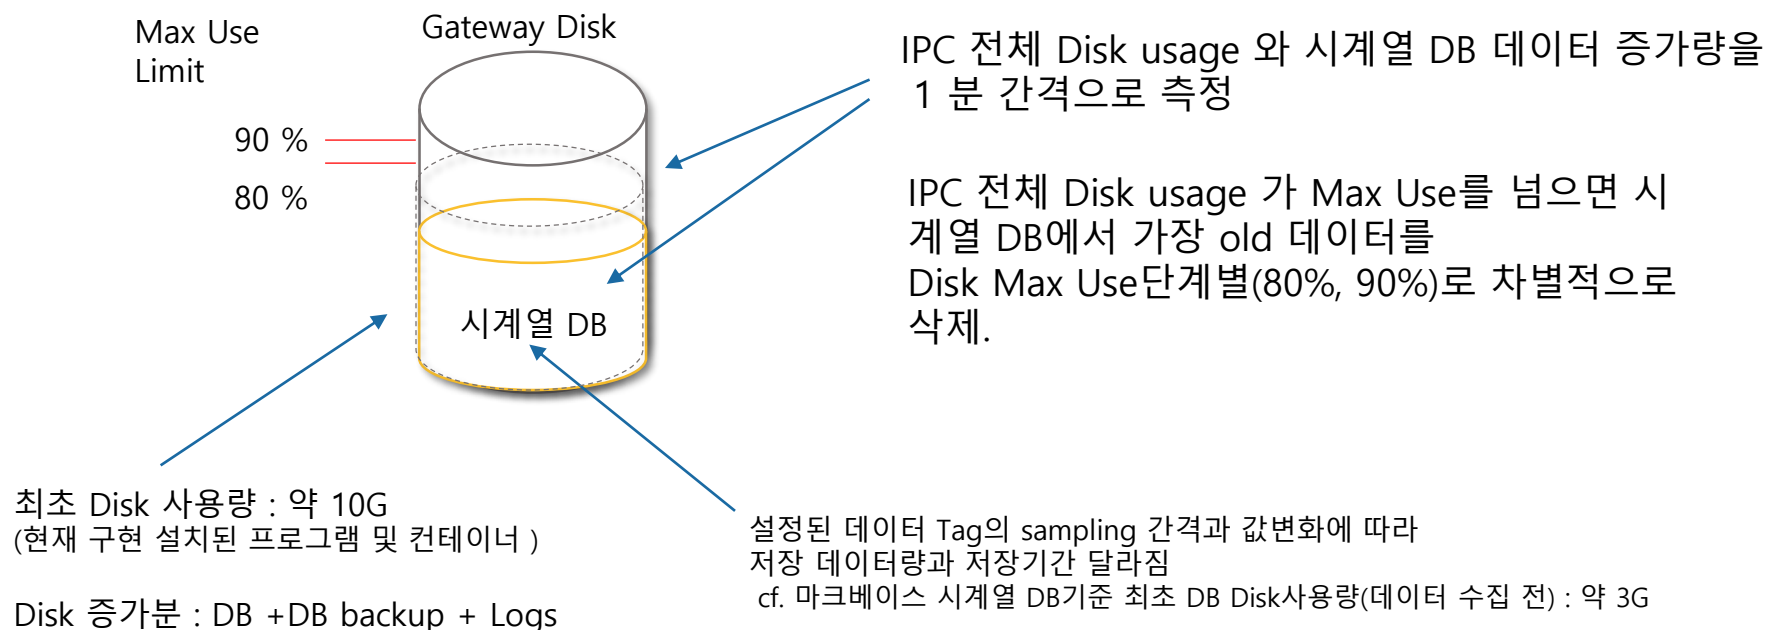 Max Use
Limit
Gateway Disk
90 %
80 %
시계열 DB
IPC 전체 Disk usage 와 시계열 DB 데이터 증가량을
1 분 간격으로 측정
IPC 전체 Disk usage 가 Max Use를 넘으면 시
계열 DB에서 가장 old 데이터를
Disk Max Use단계별(80%, 90%)로 차별적으로
삭제.
최초 Disk 사용량 : 약 10G
(현재 구현 설치된 프로그램 및 컨테이너 )
Disk 증가분 : DB +DB backup + Logs
설정된 데이터 Tag의 sampling 간격과 값변화에 따라
저장 데이터량과 저장기간 달라짐
cf. 마크베이스 시계열 DB기준 최초 DB Disk사용량(데이터 수집 전) : 약 3G